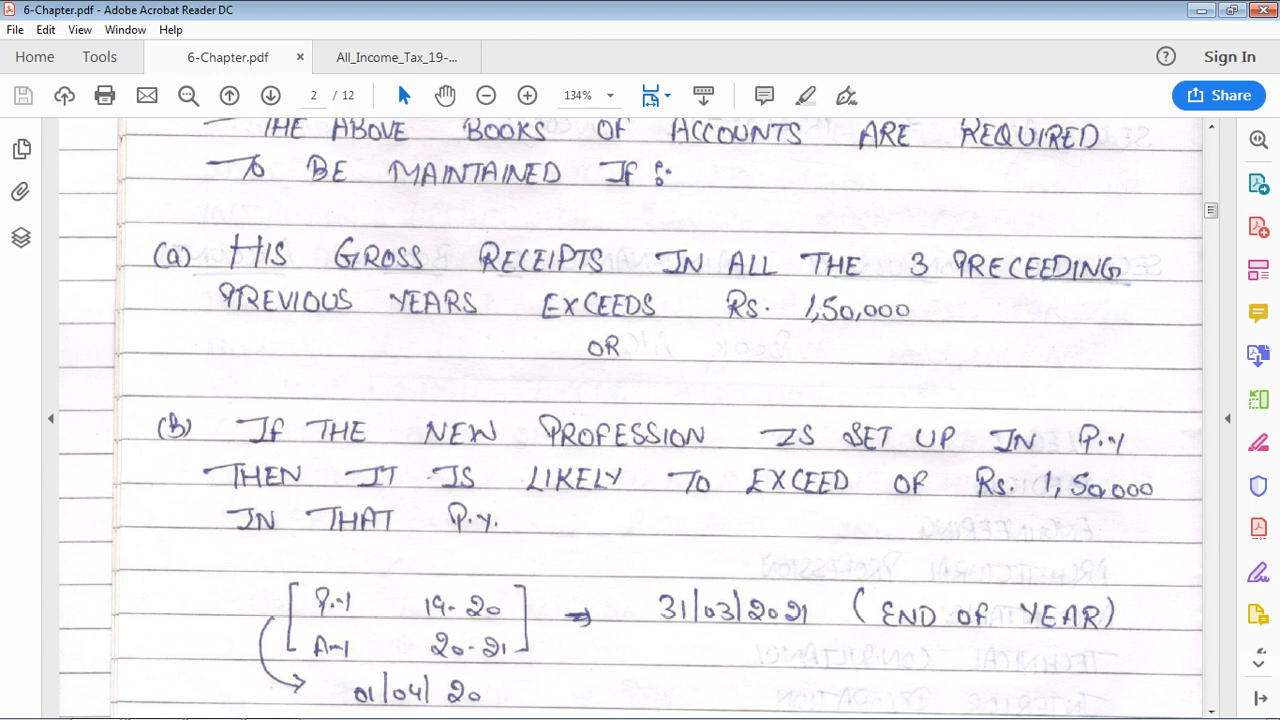 6-Chapter.pdf - Adobe Acrobat Reader DC
File Edit View Window Help
Home Tools 6-Chapter.pdf × All_Income_Tax_19-... Sign In
2 / 12 134% Share
THE ABOVE BOOKS OF ACCOUNTS ARE REQUIRED
TO BE MAINTAINED IF :-
(a) HIS GROSS RECEIPTS IN ALL THE 3 PRECEEDING
PREVIOUS YEARS EXCEEDS Rs. 1,50,000
OR
(B) IF THE NEW PROFESSION IS SET UP IN P.Y
THEN IT IS LIKELY TO EXCEED OF Rs. 1,50,000
IN THAT P.Y.
P.Y 19-20 → 31/03/2021 (END OF YEAR)
A.Y 20-21
01/04/20